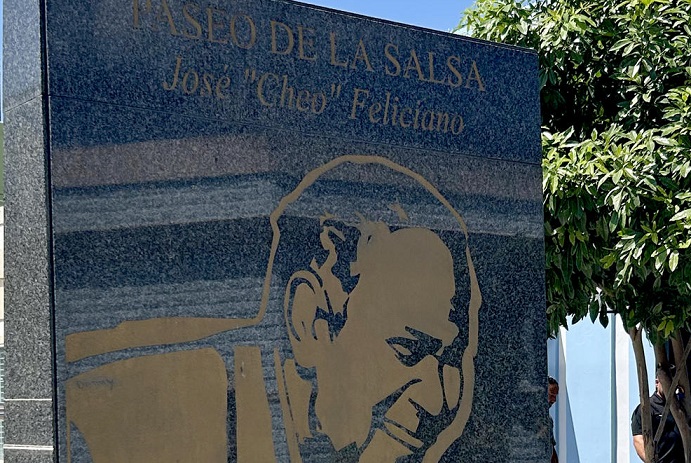 PASEO DE LA SALSA
José "Cheo" Feliciano